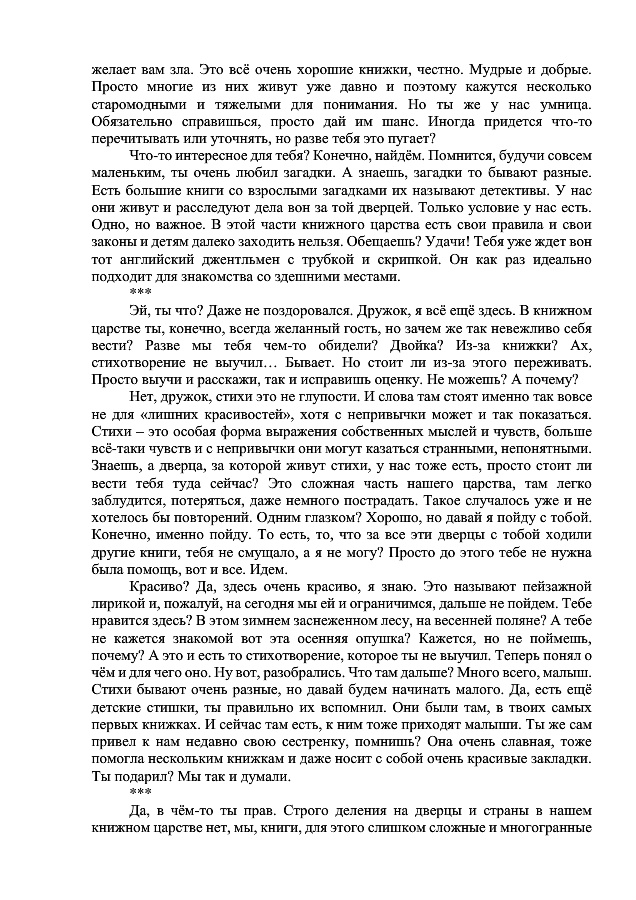 желает вам зла. Это всё очень хорошие книжки, честно. Мудрые и добрые.
Просто многие из них живут уже давно и поэтому кажутся несколько
старомодными и тяжелыми для понимания. Но ты же у нас умница.
Обязательно справишься, просто дай им шанс. Иногда придется что-то
перечитывать или уточнять, но разве тебя это пугает?
Что-то интересное для тебя? Конечно, найдём. Помнится, будучи совсем
маленьким, ты очень любил загадки. А знаешь, загадки то бывают разные.
Есть большие книги со взрослыми загадками их называют детективы. У нас
они живут и расследуют дела вон за той дверцей. Только условие у нас есть.
Одно, но важное. В этой части книжного царства есть свои правила и свои
законы и детям далеко заходить нельзя. Обещаешь? Удачи! Тебя уже ждет вон
тот английский джентльмен с трубкой и скрипкой. Он как раз идеально
подходит для знакомства со здешними местами.
***
Эй, ты что? Даже не поздоровался. Дружок, я всё ещё здесь. В книжном
царстве ты, конечно, всегда желанный гость, но зачем же так невежливо себя
вести? Разве мы тебя чем-то обидели? Двойка? Из-за книжки? Ах,
стихотворение не выучил… Бывает. Но стоит ли из-за этого переживать.
Просто выучи и расскажи, так и исправишь оценку. Не можешь? А почему?
Нет, дружок, стихи это не глупости. И слова там стоят именно так вовсе
не для «лишних красивостей», хотя с непривычки может и так показаться.
Стихи – это особая форма выражения собственных мыслей и чувств, больше
всё-таки чувств и с непривычки они могут казаться странными, непонятными.
Знаешь, а дверца, за которой живут стихи, у нас тоже есть, просто стоит ли
вести тебя туда сейчас? Это сложная часть нашего царства, там легко
заблудится, потеряться, даже немного пострадать. Такое случалось уже и не
хотелось бы повторений. Одним глазком? Хорошо, но давай я пойду с тобой.
Конечно, именно пойду. То есть, то, что за все эти дверцы с тобой ходили
другие книги, тебя не смущало, а я не могу? Просто до этого тебе не нужна
была помощь, вот и все. Идем.
Красиво? Да, здесь очень красиво, я знаю. Это называют пейзажной
лирикой и, пожалуй, на сегодня мы ей и ограничимся, дальше не пойдем. Тебе
нравится здесь? В этом зимнем заснеженном лесу, на весенней поляне? А тебе
не кажется знакомой вот эта осенняя опушка? Кажется, но не поймешь,
почему? А это и есть то стихотворение, которое ты не выучил. Теперь понял о
чём и для чего оно. Ну вот, разобрались. Что там дальше? Много всего, малыш.
Стихи бывают очень разные, но давай будем начинать малого. Да, есть ещё
детские стишки, ты правильно их вспомнил. Они были там, в твоих самых
первых книжках. И сейчас там есть, к ним тоже приходят малыши. Ты же сам
привел к нам недавно свою сестренку, помнишь? Она очень славная, тоже
помогла нескольким книжкам и даже носит с собой очень красивые закладки.
Ты подарил? Мы так и думали.
***
Да, в чём-то ты прав. Строго деления на дверцы и страны в нашем
книжном царстве нет, мы, книги, для этого слишком сложные и многогранные